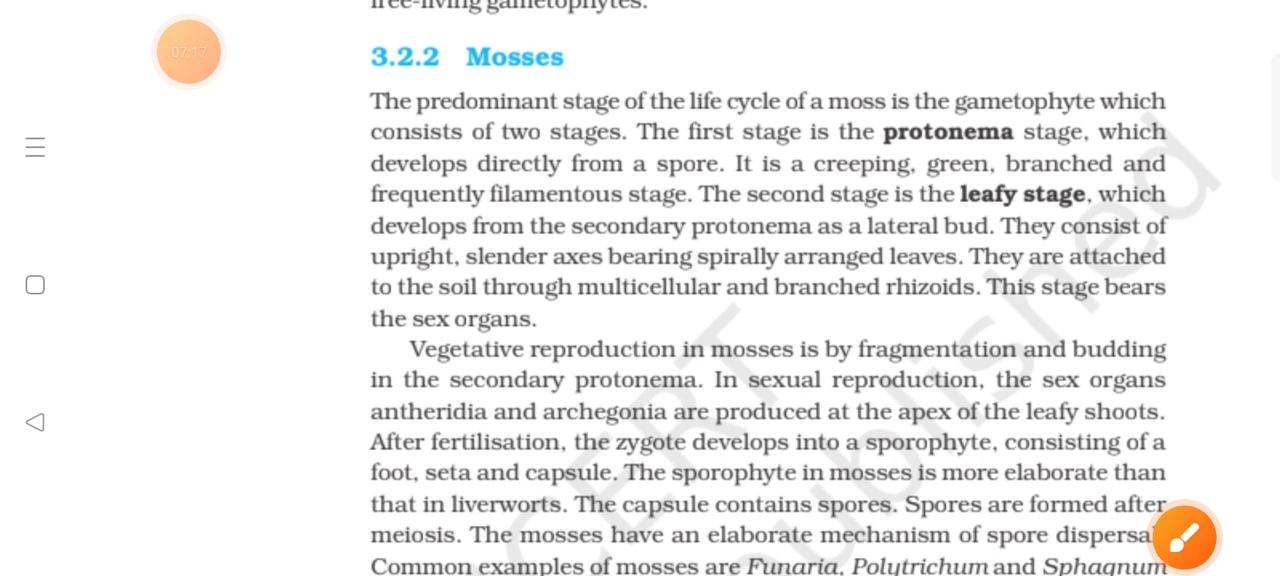 free-living gametophytes.
07:17
3.2.2 Mosses
The predominant stage of the life cycle of a moss is the gametophyte which
consists of two stages. The first stage is the protonema stage, which
develops directly from a spore. It is a creeping, green, branched and
frequently filamentous stage. The second stage is the leafy stage, which
develops from the secondary protonema as a lateral bud. They consist of
upright, slender axes bearing spirally arranged leaves. They are attached
to the soil through multicellular and branched rhizoids. This stage bears
the sex organs.
Vegetative reproduction in mosses is by fragmentation and budding
in the secondary protonema. In sexual reproduction, the sex organs
antheridia and archegonia are produced at the apex of the leafy shoots.
After fertilisation, the zygote develops into a sporophyte, consisting of a
foot, seta and capsule. The sporophyte in mosses is more elaborate than
that in liverworts. The capsule contains spores. Spores are formed after
meiosis. The mosses have an elaborate mechanism of spore dispersal
Common examples of mosses are Funaria, Polytrichum and Sphagnum
CERT
published